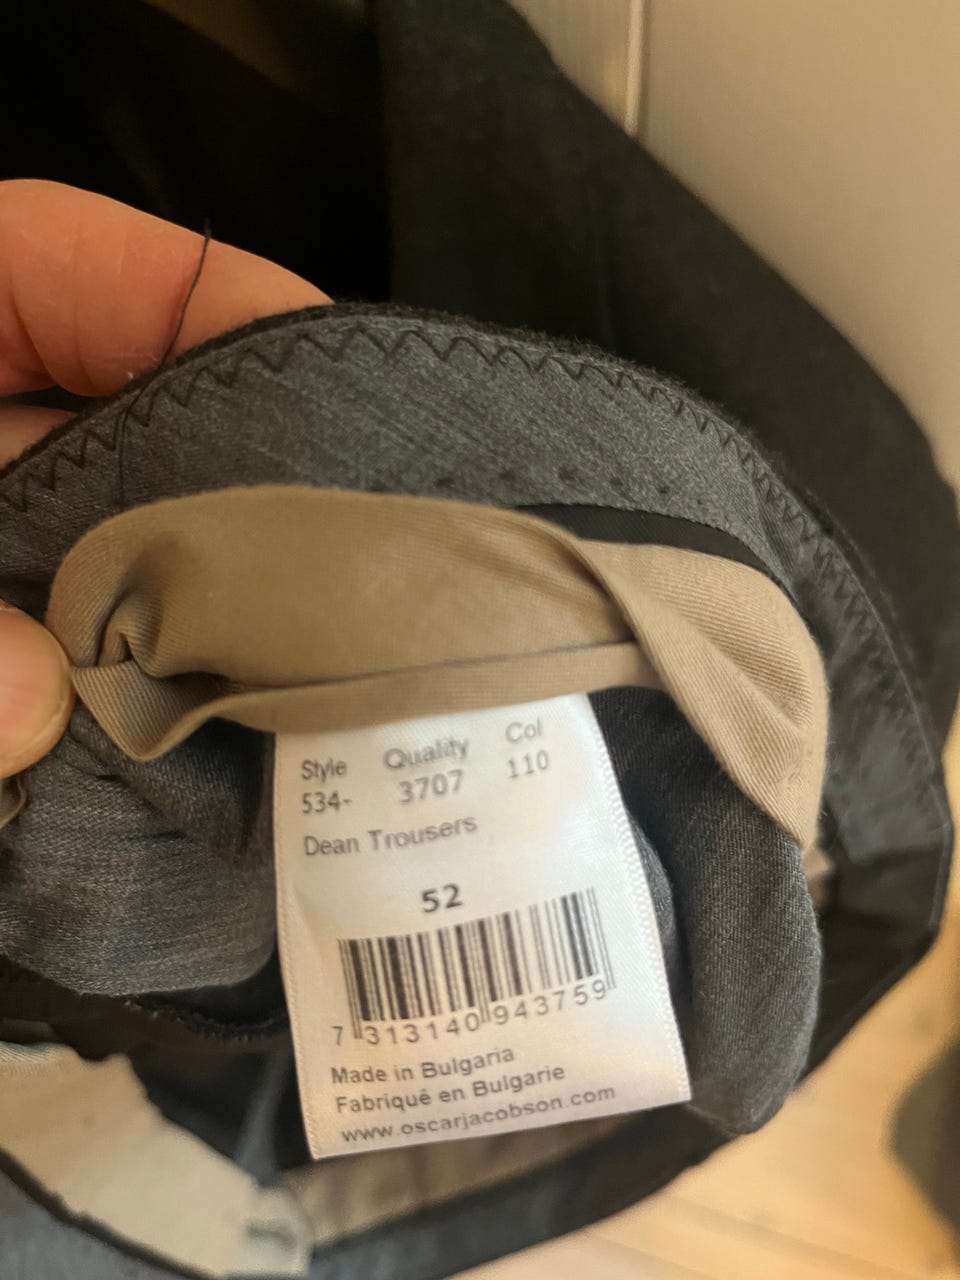 Style Quality Col
534- 3707 110
Dean Trousers
52
7 313140 943759
Made in Bulgaria
Fabriqué en Bulgarie
www.oscarjacobson.com